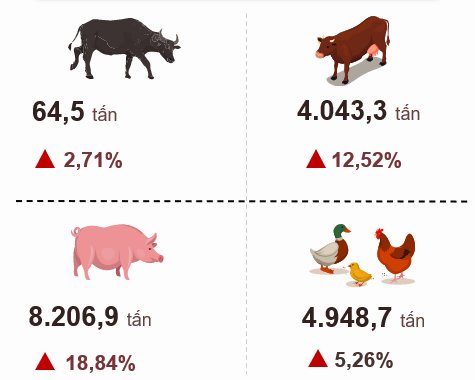 64,5 tấn
2,71%
4.043,3 tấn
12,52%
8.206,9 tấn
18,84%
4.948,7 tấn
5,26%